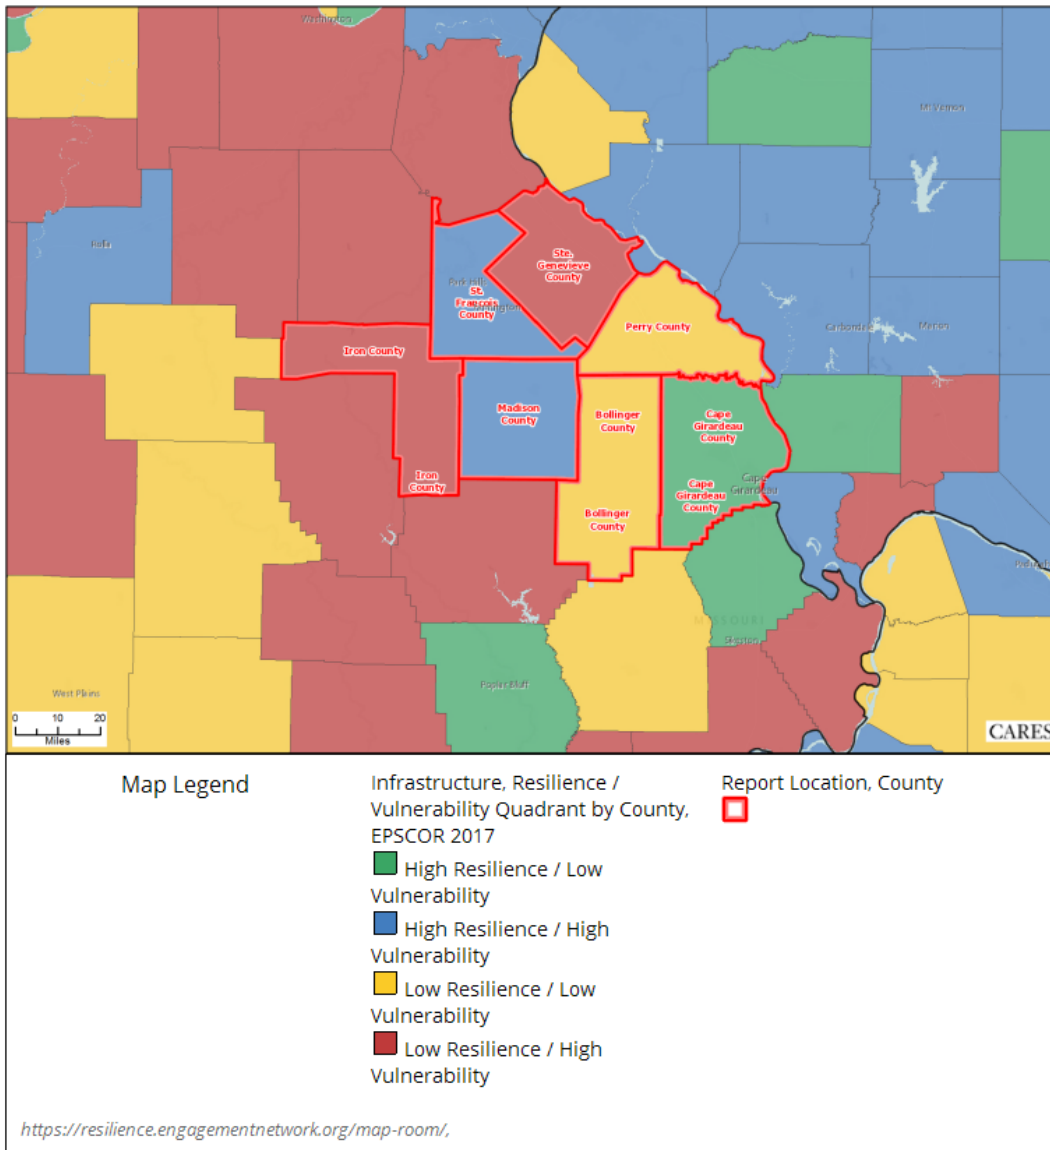 Washington
Mt Vernon
Rolla
Ste.
Genevieve
County
Park Hills
St.
Francois
County
Perry County
Carbondale
Marion
Iron County
Madison
County
Bollinger
County
Cape
Girardeau
County
Iron
County
Cape
Girardeau
Cape
Girardeau
County
Bollinger
County
MISSOURI
Sikeston
Poplar Bluff
West Plains
0 10 20
Miles
CARES
Map Legend
Infrastructure, Resilience /
Vulnerability Quadrant by County,
EPSCOR 2017
High Resilience / Low
Vulnerability
High Resilience / High
Vulnerability
Low Resilience / Low
Vulnerability
Low Resilience / High
Vulnerability
Report Location, County
https://resilience.engagementnetwork.org/map-room/,